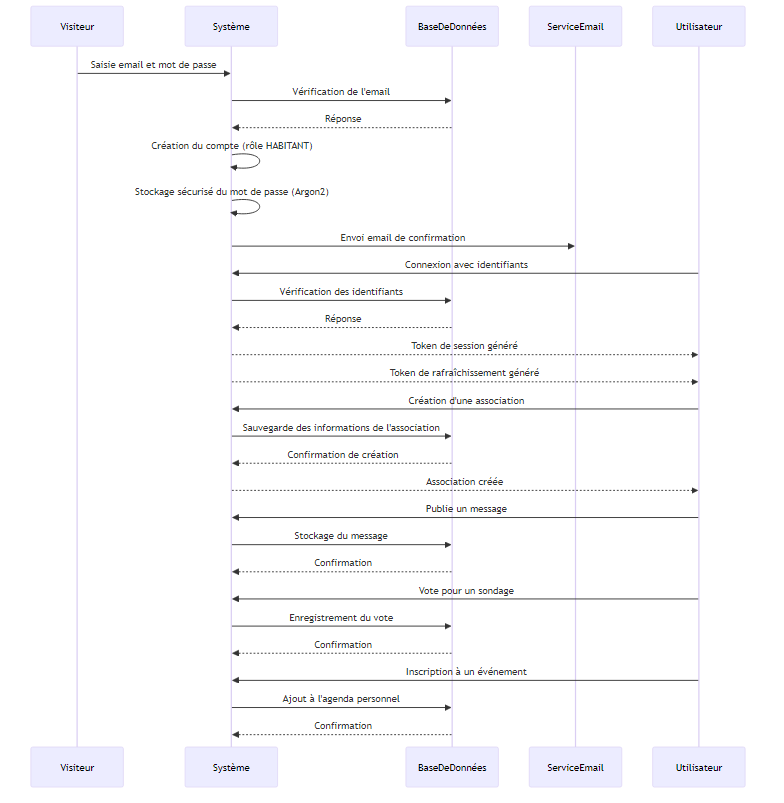 Visiteur
Système
BaseDeDonnées
ServiceEmail
Utilisateur
Saisie email et mot de passe
Vérification de l'email
Réponse
Création du compte (rôle HABITANT)
Stockage sécurisé du mot de passe (Argon2)
Envoi email de confirmation
Connexion avec identifiants
Vérification des identifiants
Réponse
Token de session généré
Token de rafraîchissement généré
Création d'une association
Sauvegarde des informations de l'association
Confirmation de création
Association créée
Publie un message
Stockage du message
Confirmation
Vote pour un sondage
Enregistrement du vote
Confirmation
Inscription à un événement
Ajout à l'agenda personnel
Confirmation
Visiteur
Système
BaseDeDonnées
ServiceEmail
Utilisateur